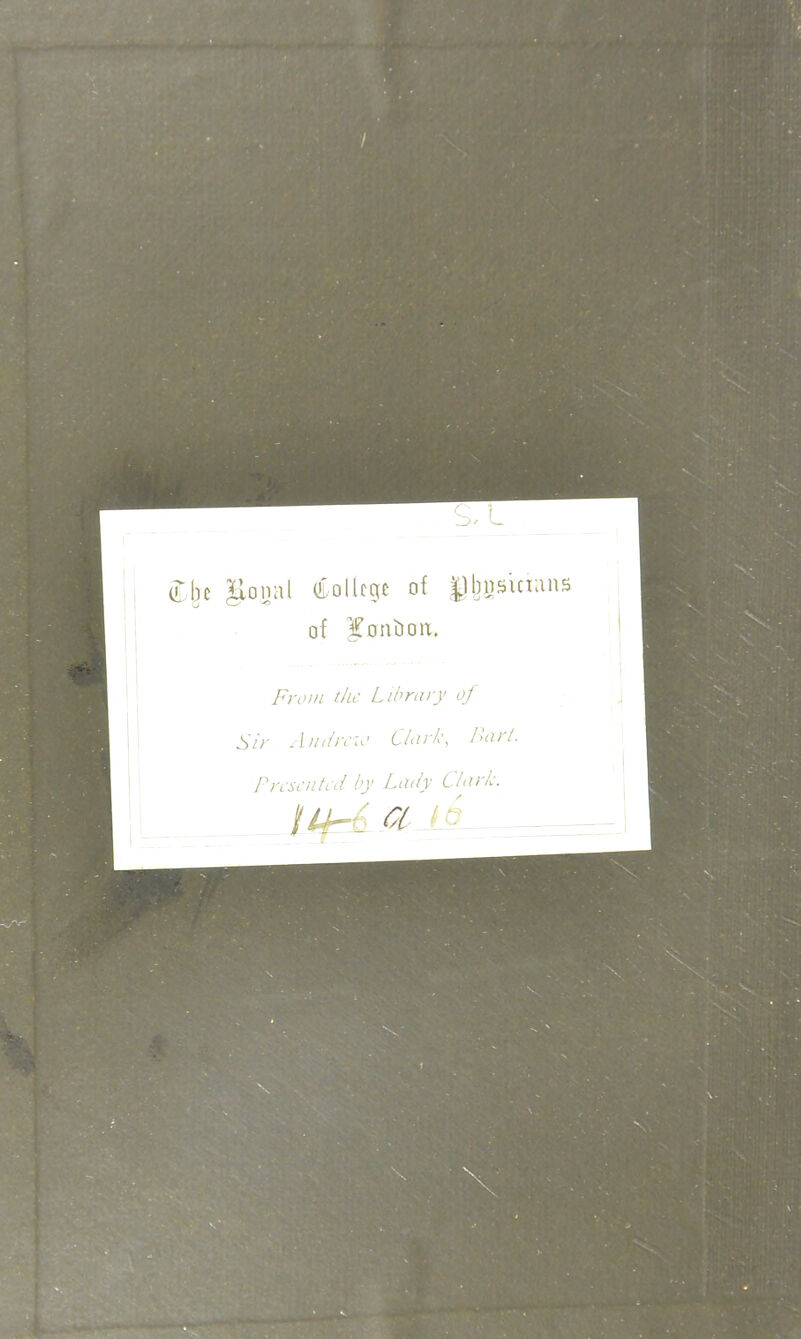 S. L
The Royal College of Physicians
of London.
From the Library of
Sir Andrew Clark, Bart.
Presented by Lady Clark.
146 a 16